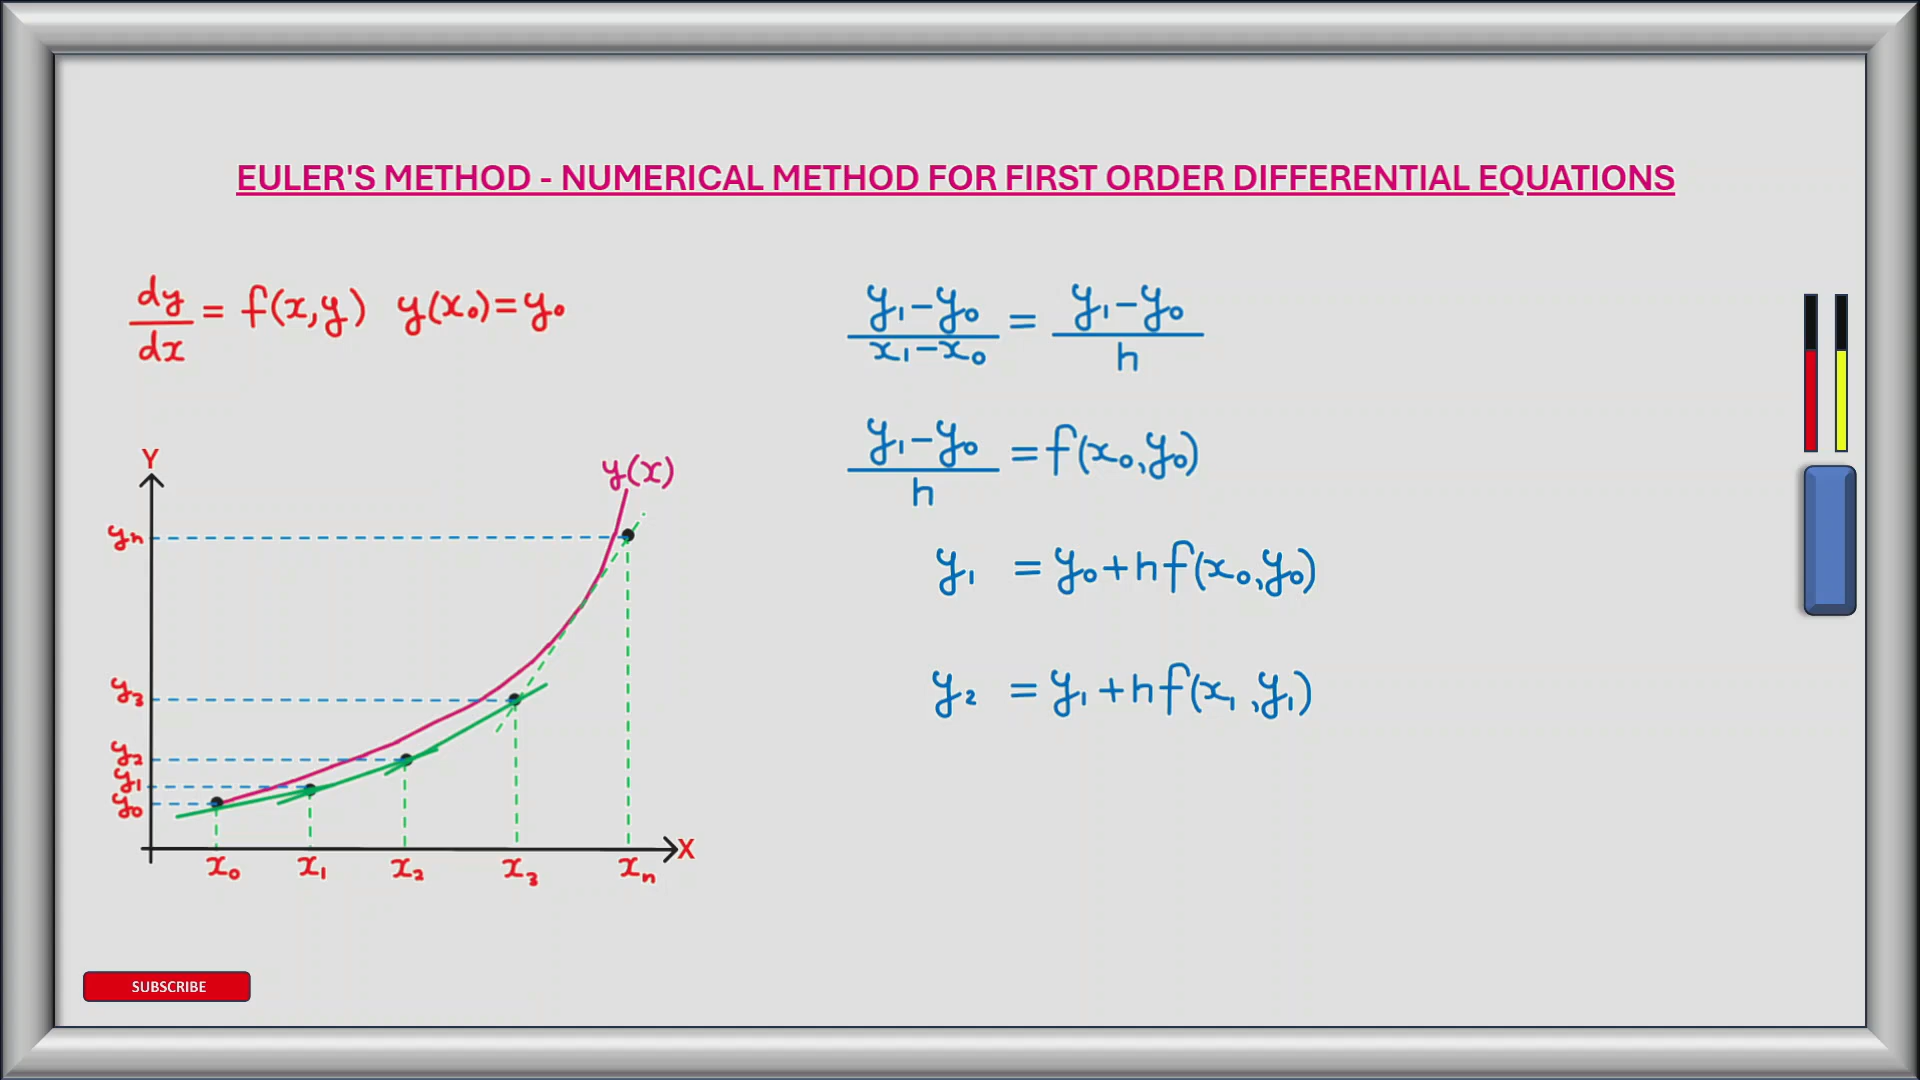 EULER'S METHOD - NUMERICAL METHOD FOR FIRST ORDER DIFFERENTIAL EQUATIONS
dy/dx = f(x,y) y(x₀)=y₀
(y₁-y₀)/(x₁-x₀) = (y₁-y₀)/h
(y₁-y₀)/h = f(x₀,y₀)
y₁ = y₀+hf(x₀,y₀)
y₂ = y₁+hf(x₁,y₁)
Y
y(x)
yₙ
y₃
y₂
y₁
y₀
X
x₀ x₁ x₂ x₃ xₙ
SUBSCRIBE